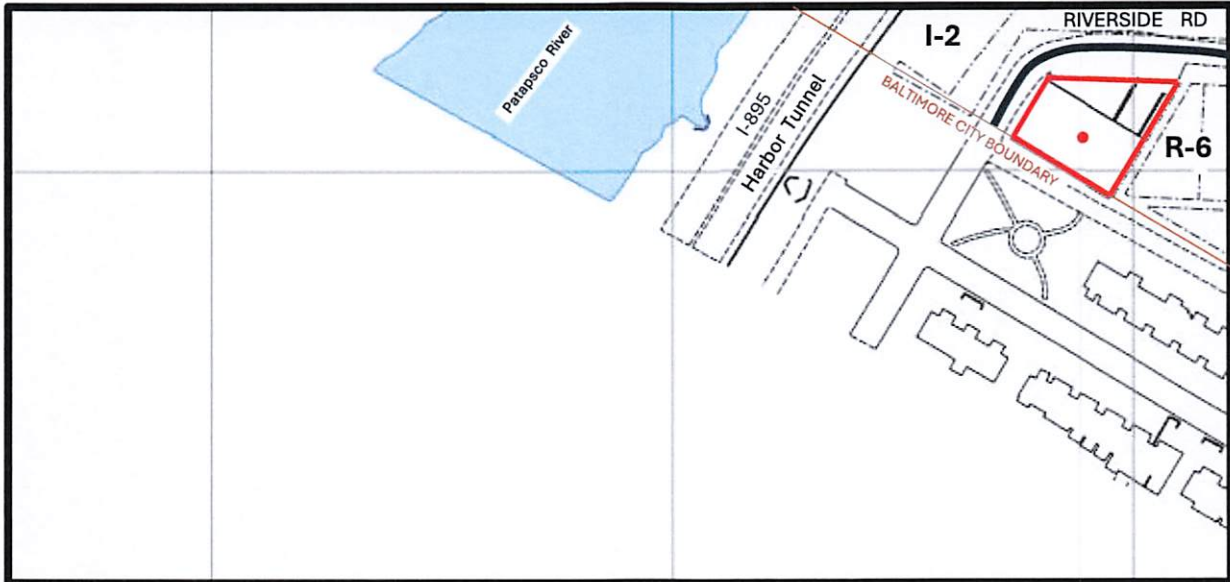 RIVERSIDE RD
I-2
Patapsco River
I-895
Harbor Tunnel
BALTIMORE CITY BOUNDARY
R-6